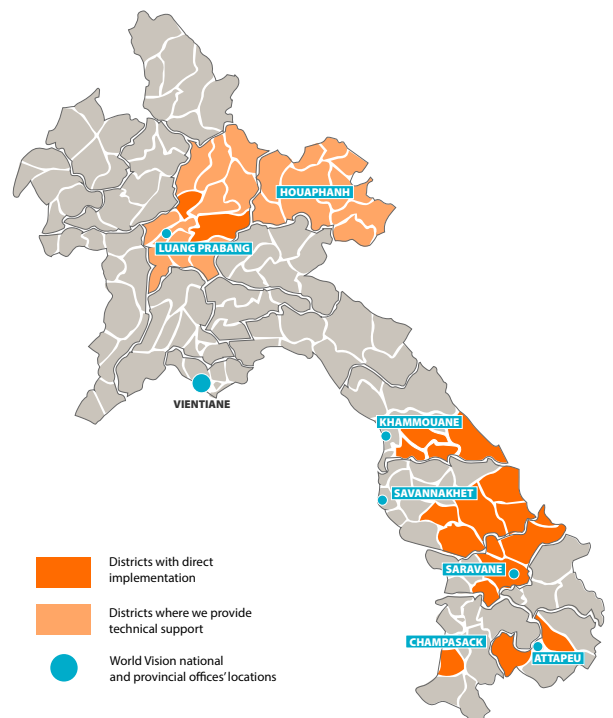 HOUAPHANH
LUANG PRABANG
VIENTIANE
KHAMMOUANE
SAVANNAKHET
SARAVANE
CHAMPASACK
ATTAPEU
Districts with direct
implementation
Districts where we provide
technical support
World Vision national
and provincial offices' locations